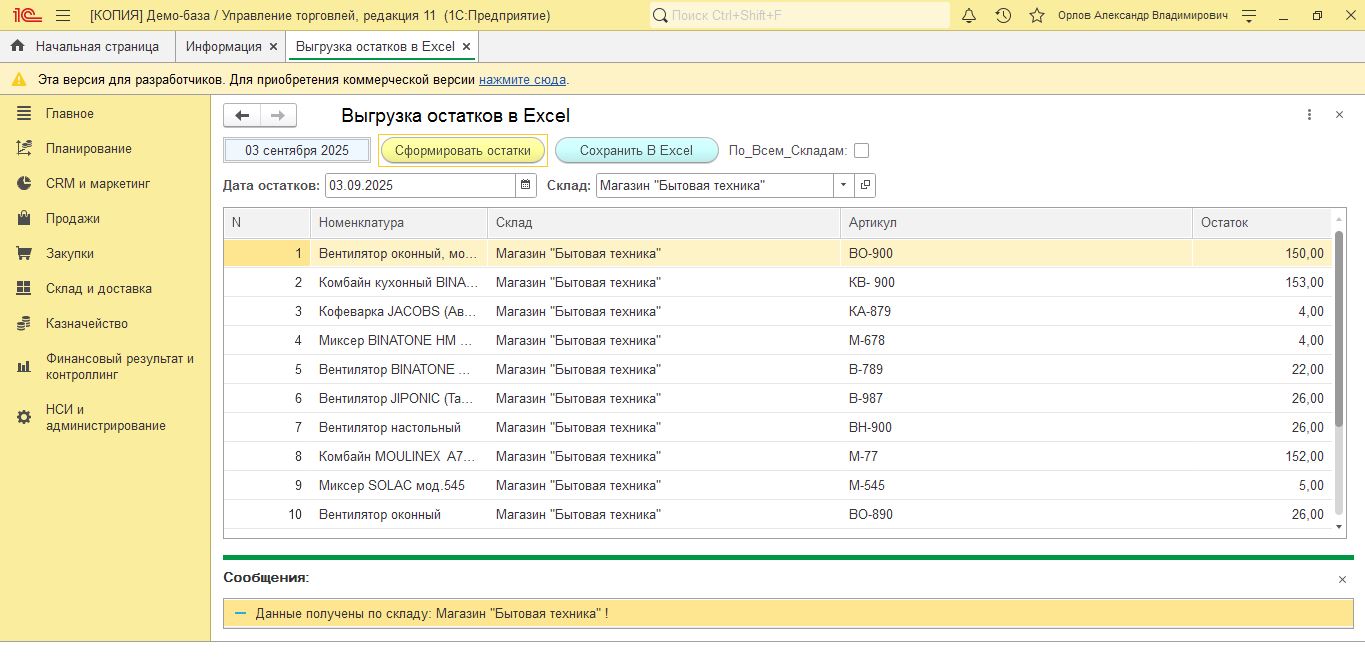 1С [КОПИЯ] Демо-база / Управление торговлей, редакция 11 (1С:Предприятие) Поиск Ctrl+Shift+F Орлов Александр Владимирович
Начальная страница Информация × Выгрузка остатков в Excel ×
Эта версия для разработчиков. Для приобретения коммерческой версии нажмите сюда.
Главное
Планирование
CRM и маркетинг
Продажи
Закупки
Склад и доставка
Казначейство
Финансовый результат и
контроллинг
НСИ и
администрирование
Выгрузка остатков в Excel
03 сентября 2025 Сформировать остатки Сохранить В Excel По_Всем_Складам:
Дата остатков: 03.09.2025 Склад: Магазин "Бытовая техника"
N Номенклатура Склад Артикул Остаток
1 Вентилятор оконный, мо... Магазин "Бытовая техника" ВО-900 150,00
2 Комбайн кухонный BINA... Магазин "Бытовая техника" КВ- 900 153,00
3 Кофеварка JACOBS (Ав... Магазин "Бытовая техника" КА-879 4,00
4 Миксер BINATONE HM ... Магазин "Бытовая техника" М-678 4,00
5 Вентилятор BINATONE ... Магазин "Бытовая техника" В-789 22,00
6 Вентилятор JIPONIC (Та... Магазин "Бытовая техника" В-987 26,00
7 Вентилятор настольный Магазин "Бытовая техника" ВН-900 26,00
8 Комбайн MOULINEX A7... Магазин "Бытовая техника" М-77 152,00
9 Миксер SOLAC мод.545 Магазин "Бытовая техника" М-545 5,00
10 Вентилятор оконный Магазин "Бытовая техника" ВО-890 26,00
Сообщения:
Данные получены по складу: Магазин "Бытовая техника" !